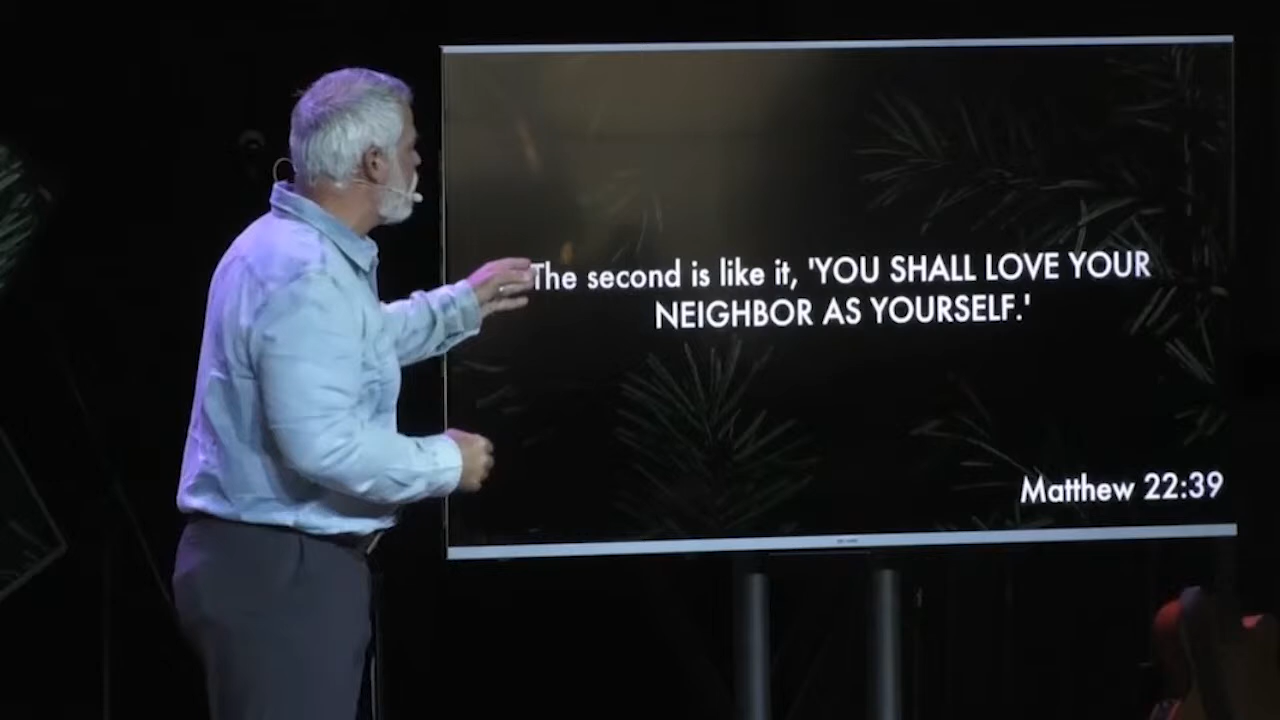 The second is like it, 'YOU SHALL LOVE YOUR
NEIGHBOR AS YOURSELF.'
Matthew 22:39